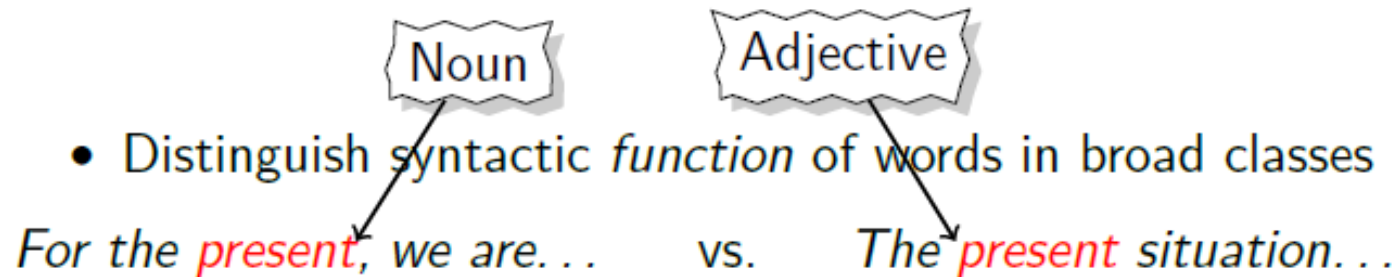 Noun Adjective
• Distinguish syntactic function of words in broad classes
For the present, we are... vs. The present situation...